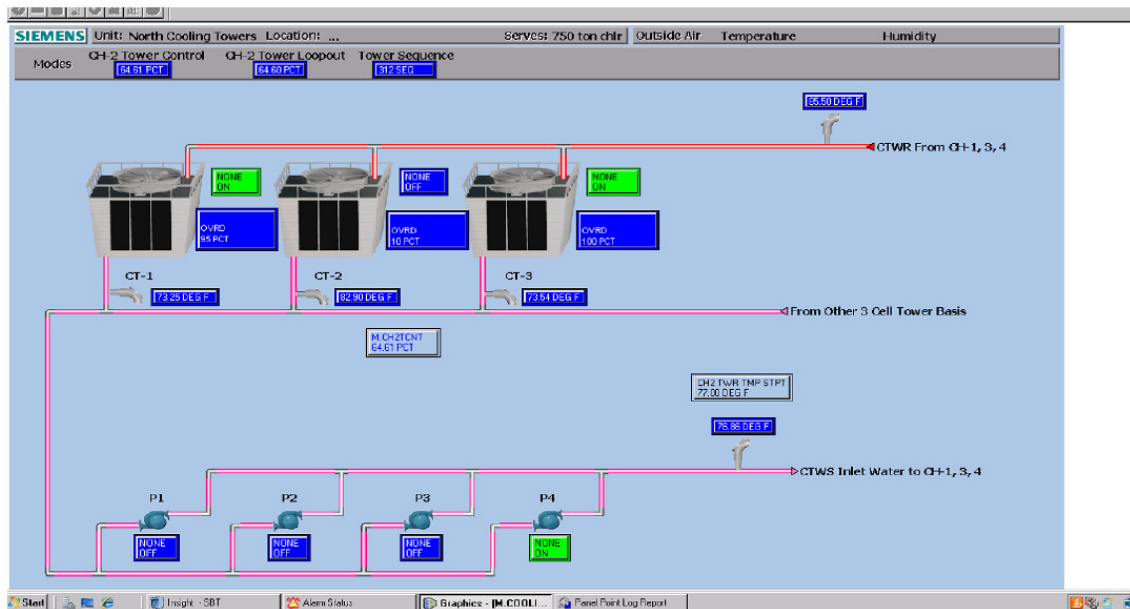 SIEMENS Unit: North Cooling Towers Location: ... Serves: 750 ton chlr Outside Air Temperature Humidity
Modes CH-2 Tower Control CH-2 Tower Loopout Tower Sequence
64.61 PCT 64.60 PCT 312 SEQ
85.50 DEG F
CTWR From CH-1, 3, 4
NONE
ON
NONE
OFF
NONE
ON
OVRD
95 PCT
OVRD
10 PCT
OVRD
100 PCT
CT-1 CT-2 CT-3
73.25 DEG F 82.90 DEG F 73.54 DEG F
From Other 3 Cell Tower Basis
M.CH2TCNT
64.61 PCT
CH2 TWR TMP STPT
77.00 DEG F
76.86 DEG F
CTWS Inlet Water to CH-1, 3, 4
P1 P2 P3 P4
NONE
OFF
NONE
OFF
NONE
OFF
NONE
ON
Start Insight - SBT Alarm Status Graphics - [M.COOLI... Panel Point Log Report